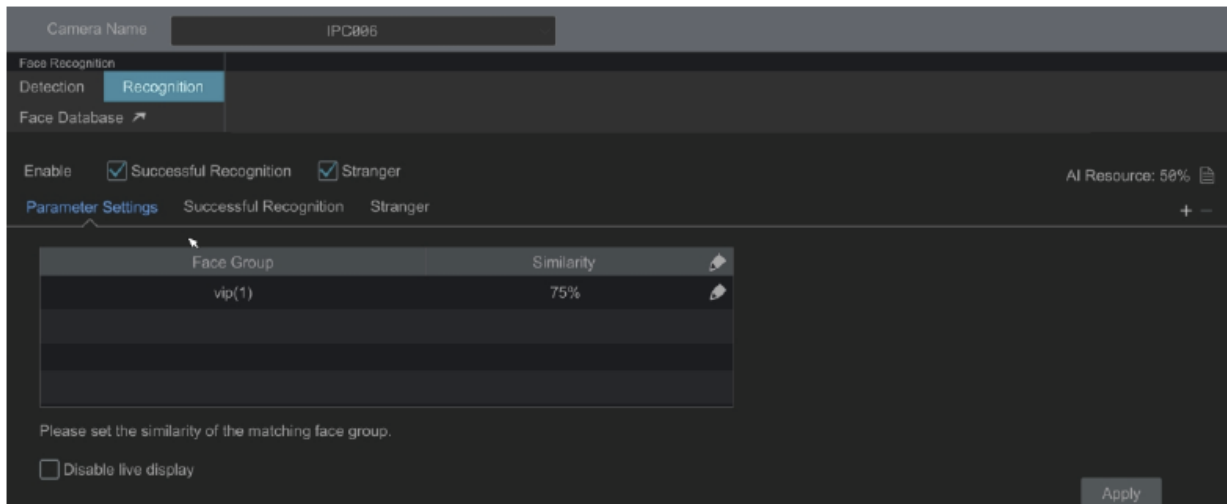 Camera Name IPC006
Face Recognition
Detection Recognition
Face Database
Enable Successful Recognition Stranger AI Resource: 50%
Parameter Settings Successful Recognition Stranger + −
Face Group Similarity
vip(1) 75%
Please set the similarity of the matching face group.
Disable live display
Apply